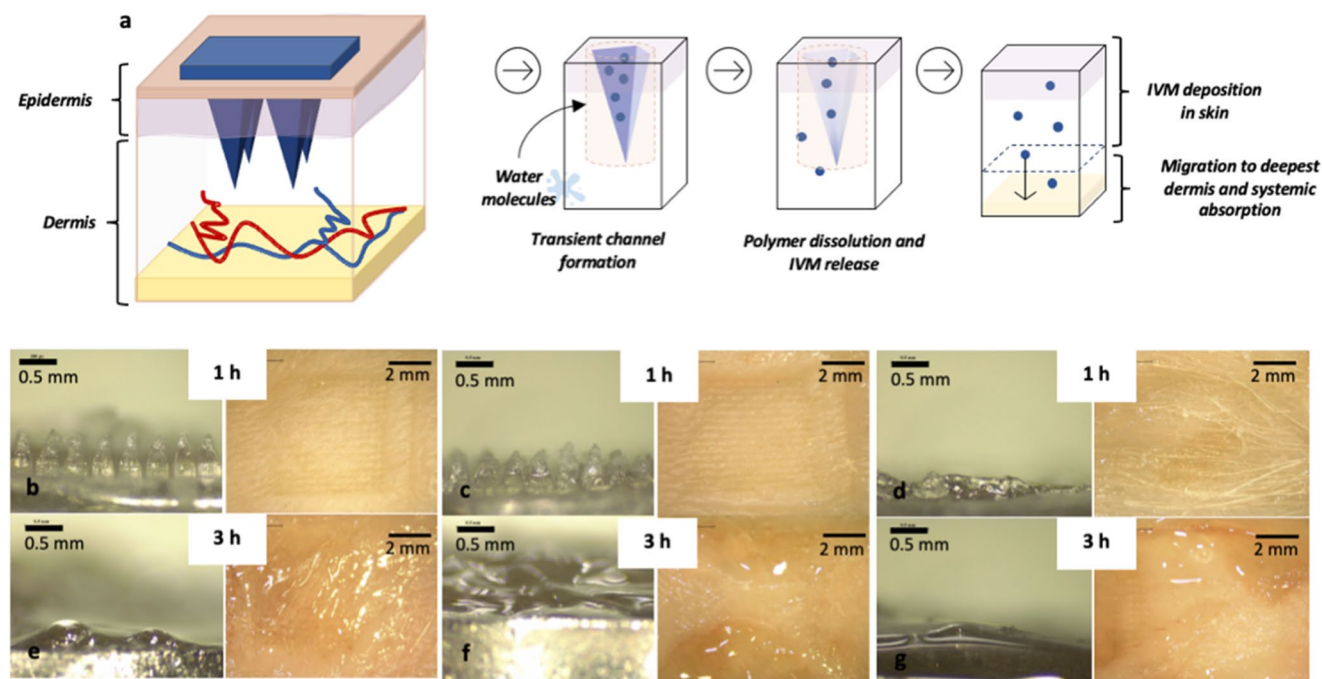 a
Epidermis
Dermis
Water
molecules
Transient channel
formation
Polymer dissolution and
IVM release
IVM deposition
in skin
Migration to deepest
dermis and systemic
absorption
0.5 mm
1 h
2 mm
b
0.5 mm
1 h
2 mm
c
0.5 mm
1 h
2 mm
d
0.5 mm
3 h
2 mm
e
0.5 mm
3 h
2 mm
f
0.5 mm
3 h
2 mm
g